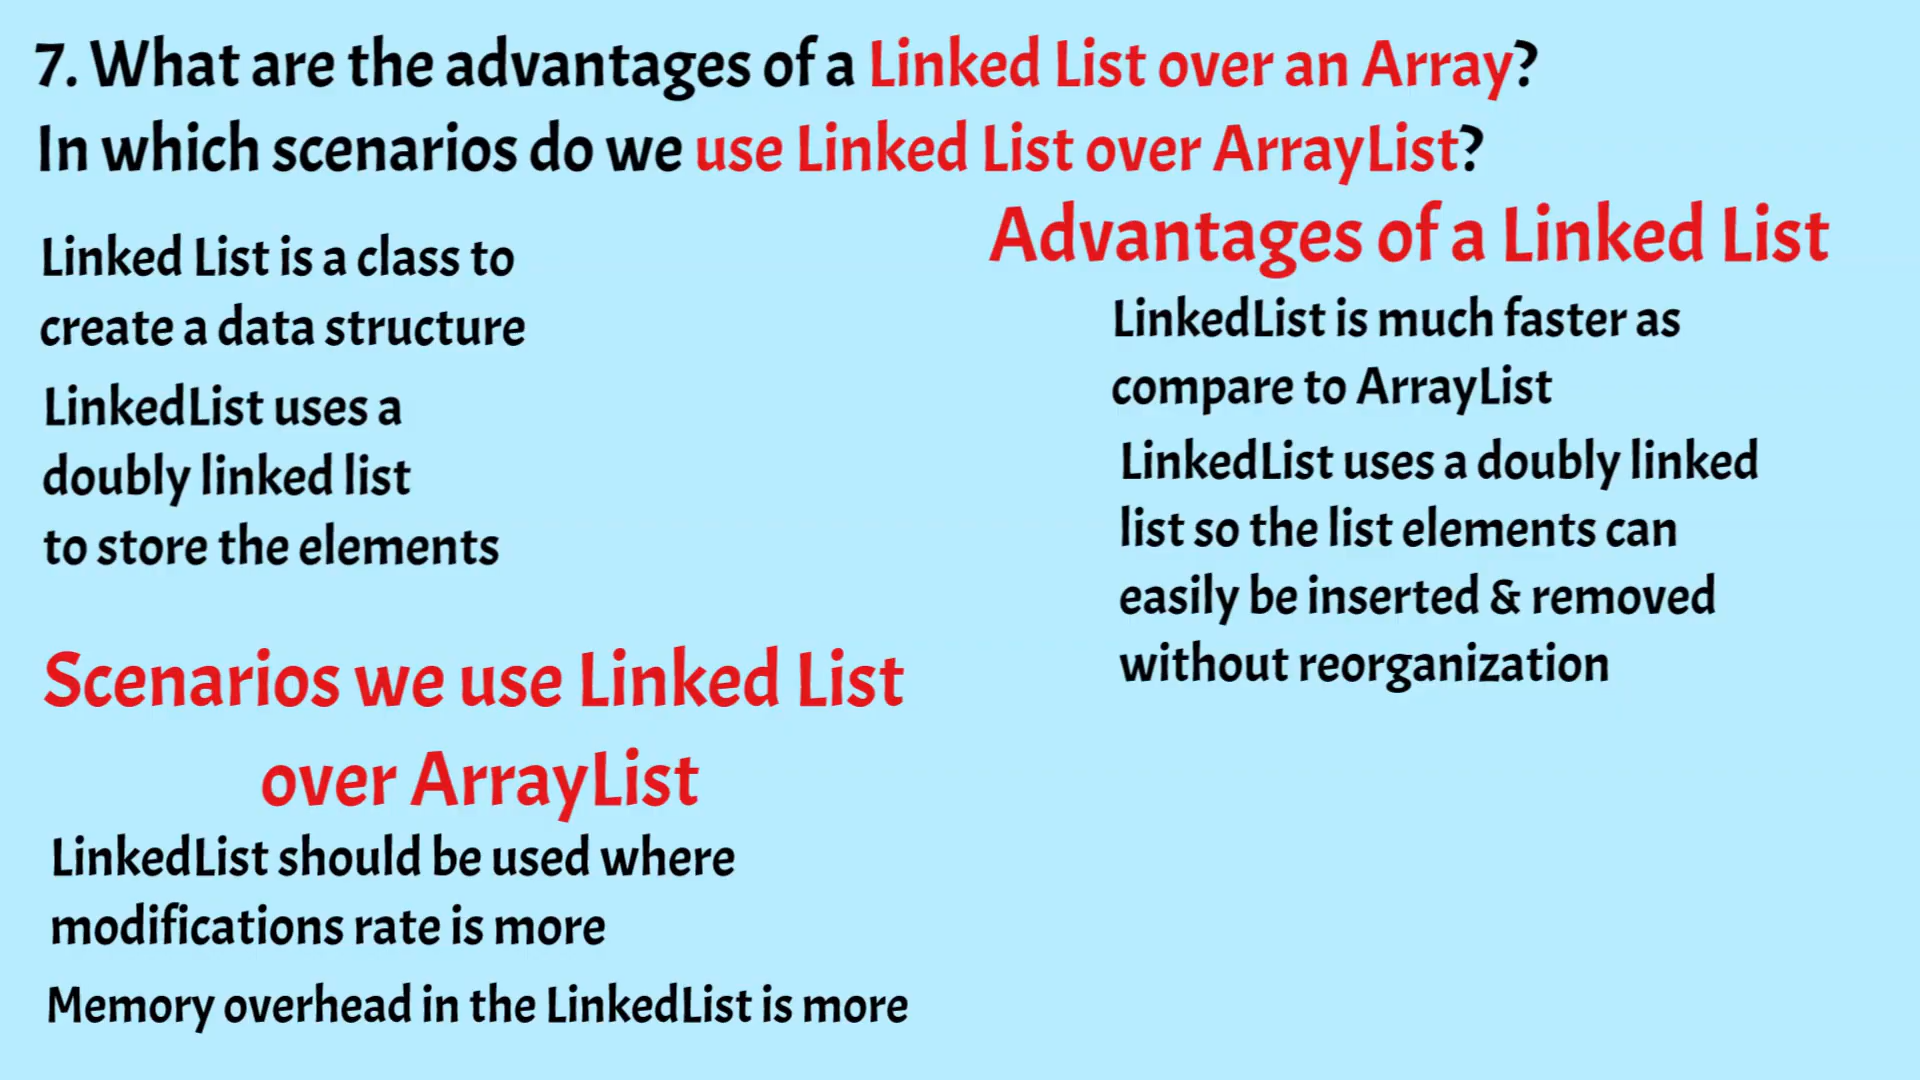 7. What are the advantages of a Linked List over an Array?
In which scenarios do we use Linked List over ArrayList?
Linked List is a class to
create a data structure
LinkedList uses a
doubly linked list
to store the elements
Scenarios we use Linked List
over ArrayList
LinkedList should be used where
modifications rate is more
Memory overhead in the LinkedList is more
Advantages of a Linked List
LinkedList is much faster as
compare to ArrayList
LinkedList uses a doubly linked
list so the list elements can
easily be inserted & removed
without reorganization